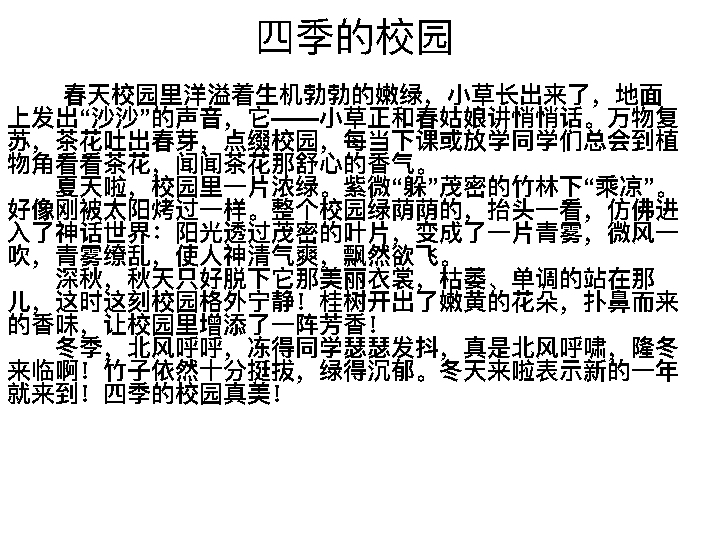 四季的校园
春天校园里洋溢着生机勃勃的嫩绿，小草长出来了，地面
上发出“沙沙”的声音，它——小草正和春姑娘讲悄悄话。万物复
苏，茶花吐出春芽，点缀校园，每当下课或放学同学们总会到植
物角看看茶花，闻闻茶花那舒心的香气。
夏天啦，校园里一片浓绿。紫微“躲”茂密的竹林下“乘凉”。
好像刚被太阳烤过一样。整个校园绿荫荫的，抬头一看，仿佛进
入了神话世界：阳光透过茂密的叶片，变成了一片青雾，微风一
吹，青雾缭乱，使人神清气爽，飘然欲飞。
深秋，秋天只好脱下它那美丽衣裳，枯萎、单调的站在那
儿，这时这刻校园格外宁静！桂树开出了嫩黄的花朵，扑鼻而来
的香味，让校园里增添了一阵芳香！
冬季，北风呼呼，冻得同学瑟瑟发抖，真是北风呼啸，隆冬
来临啊！竹子依然十分挺拔，绿得沉郁。冬天来啦表示新的一年
就来到！四季的校园真美！